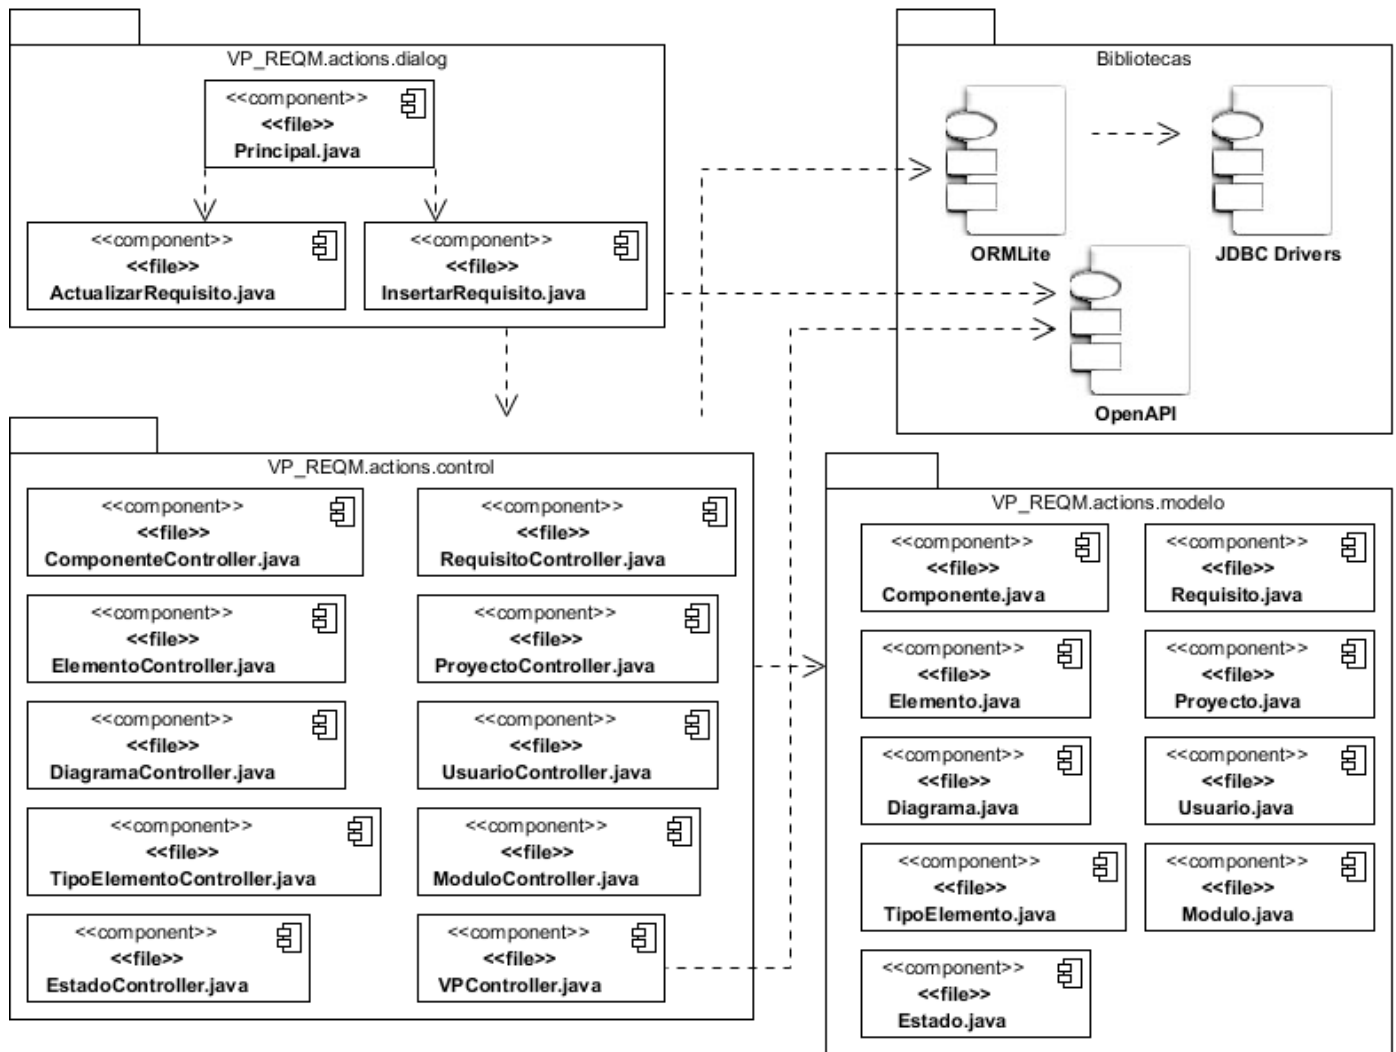 VP_REQM.actions.dialog
<<component>>
<<file>>
Principal.java
<<component>>
<<file>>
ActualizarRequisito.java
<<component>>
<<file>>
InsertarRequisito.java
Bibliotecas
ORMLite
JDBC Drivers
OpenAPI
VP_REQM.actions.control
<<component>>
<<file>>
ComponenteController.java
<<component>>
<<file>>
RequisitoController.java
<<component>>
<<file>>
ElementoController.java
<<component>>
<<file>>
ProyectoController.java
<<component>>
<<file>>
DiagramaController.java
<<component>>
<<file>>
UsuarioController.java
<<component>>
<<file>>
TipoElementoController.java
<<component>>
<<file>>
ModuloController.java
<<component>>
<<file>>
EstadoController.java
<<component>>
<<file>>
VPController.java
VP_REQM.actions.modelo
<<component>>
<<file>>
Componente.java
<<component>>
<<file>>
Requisito.java
<<component>>
<<file>>
Elemento.java
<<component>>
<<file>>
Proyecto.java
<<component>>
<<file>>
Diagrama.java
<<component>>
<<file>>
Usuario.java
<<component>>
<<file>>
TipoElemento.java
<<component>>
<<file>>
Modulo.java
<<component>>
<<file>>
Estado.java